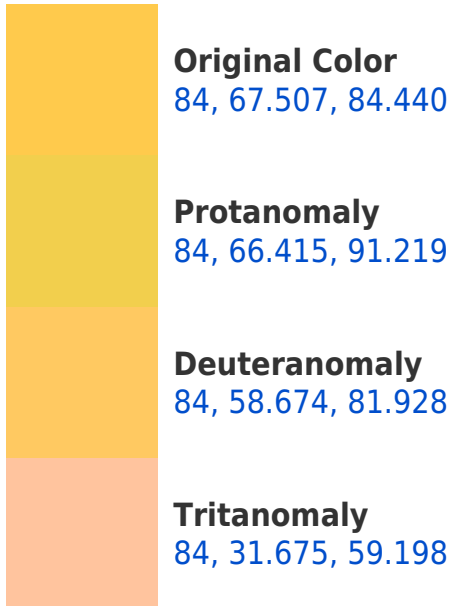 Original Color
84, 67.507, 84.440
Protanomaly
84, 66.415, 91.219
Deuteranomaly
84, 58.674, 81.928
Tritanomaly
84, 31.675, 59.198